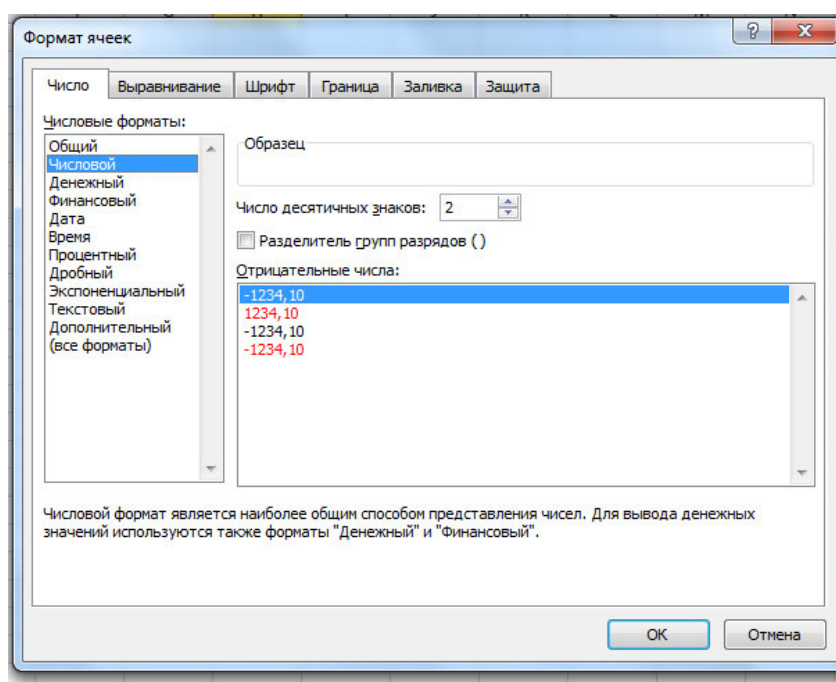 Формат ячеек
Число Выравнивание Шрифт Граница Заливка Защита
Числовые форматы:
Общий
Числовой
Денежный
Финансовый
Дата
Время
Процентный
Дробный
Экспоненциальный
Текстовый
Дополнительный
(все форматы)
Образец
Число десятичных знаков: 2
Разделитель групп разрядов ( )
Отрицательные числа:
-1234,10
1234,10
-1234,10
-1234,10
Числовой формат является наиболее общим способом представления чисел. Для вывода денежных
значений используются также форматы "Денежный" и "Финансовый".
ОК Отмена